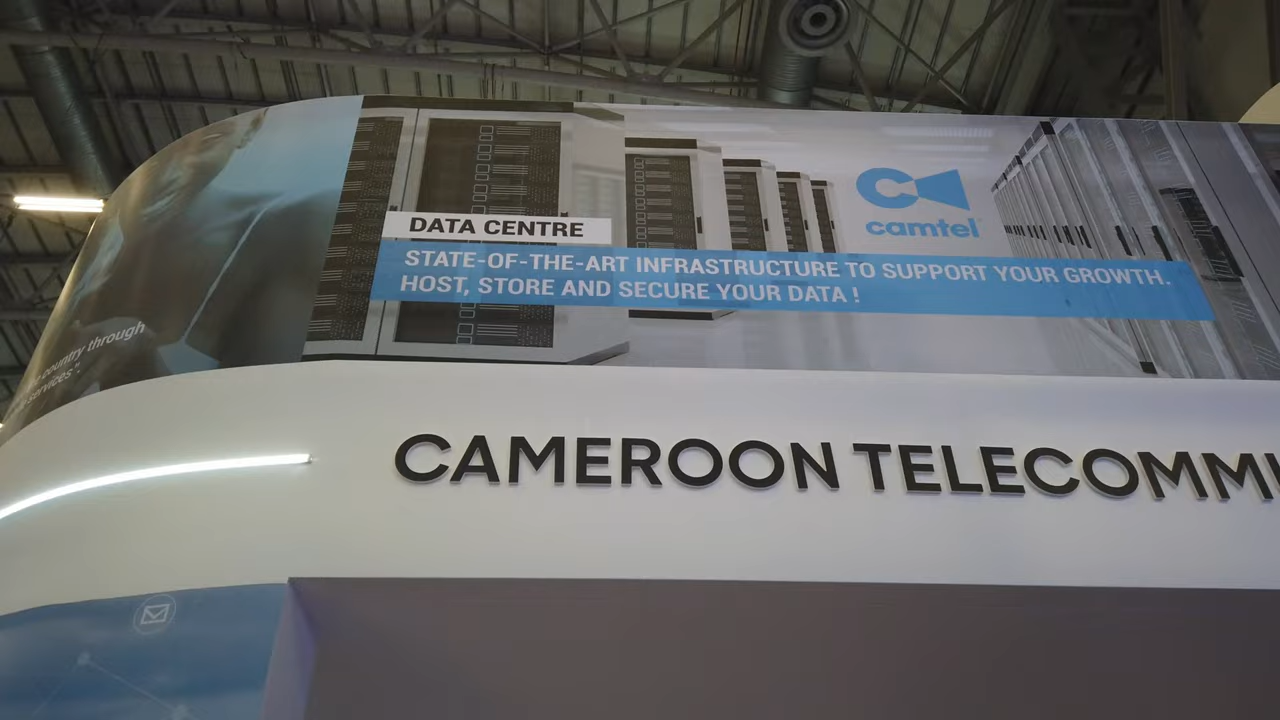 DATA CENTRE
STATE-OF-THE-ART INFRASTRUCTURE TO SUPPORT YOUR GROWTH.
HOST, STORE AND SECURE YOUR DATA !
camtel
country through
services".
CAMEROON TELECOMMU